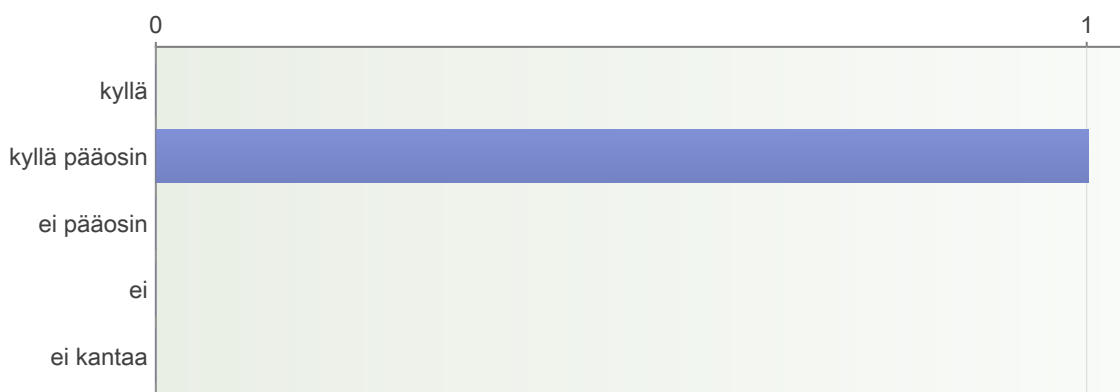 0 1
kyllä
kyllä pääosin
ei pääosin
ei
ei kantaa